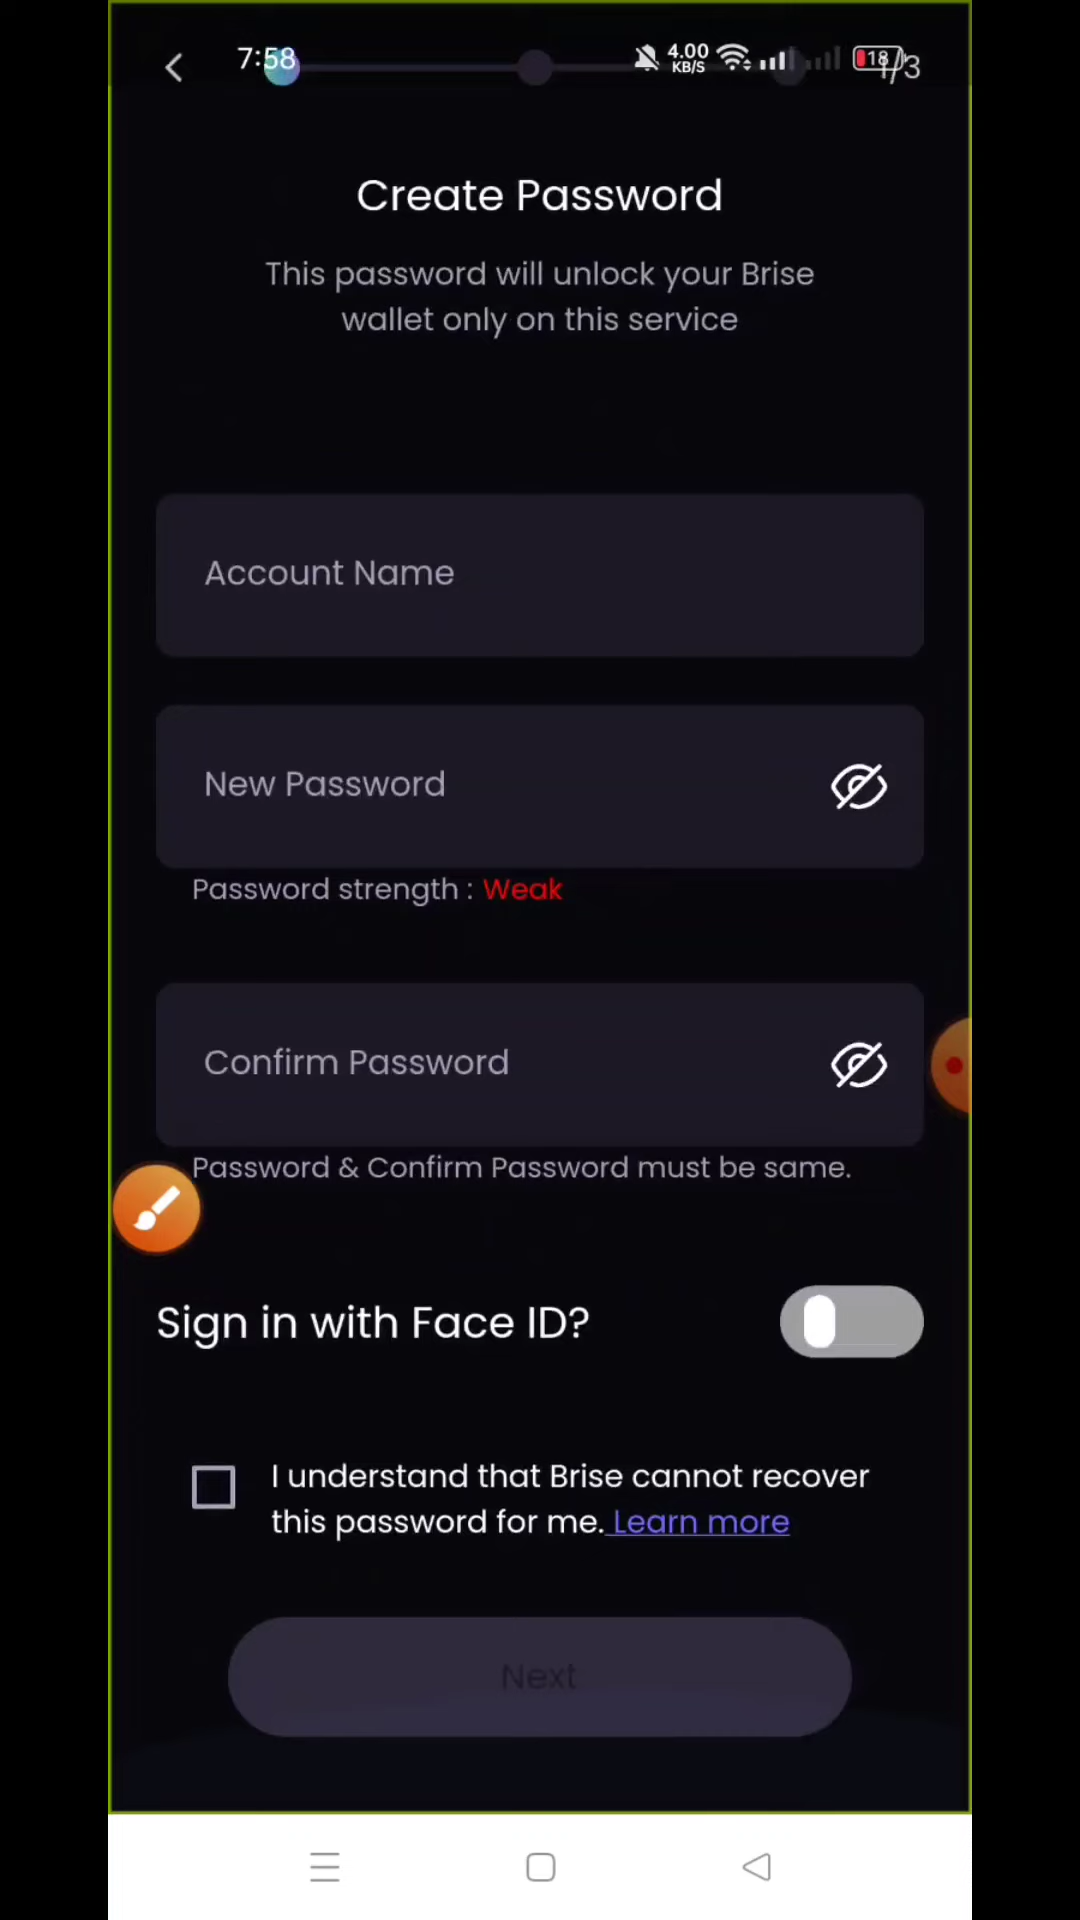 7:58
4.00
KB/S
18
1/3
Create Password
This password will unlock your Brise
wallet only on this service
Account Name
New Password
Password strength : Weak
Confirm Password
Password & Confirm Password must be same.
Sign in with Face ID?
I understand that Brise cannot recover
this password for me. Learn more
Next